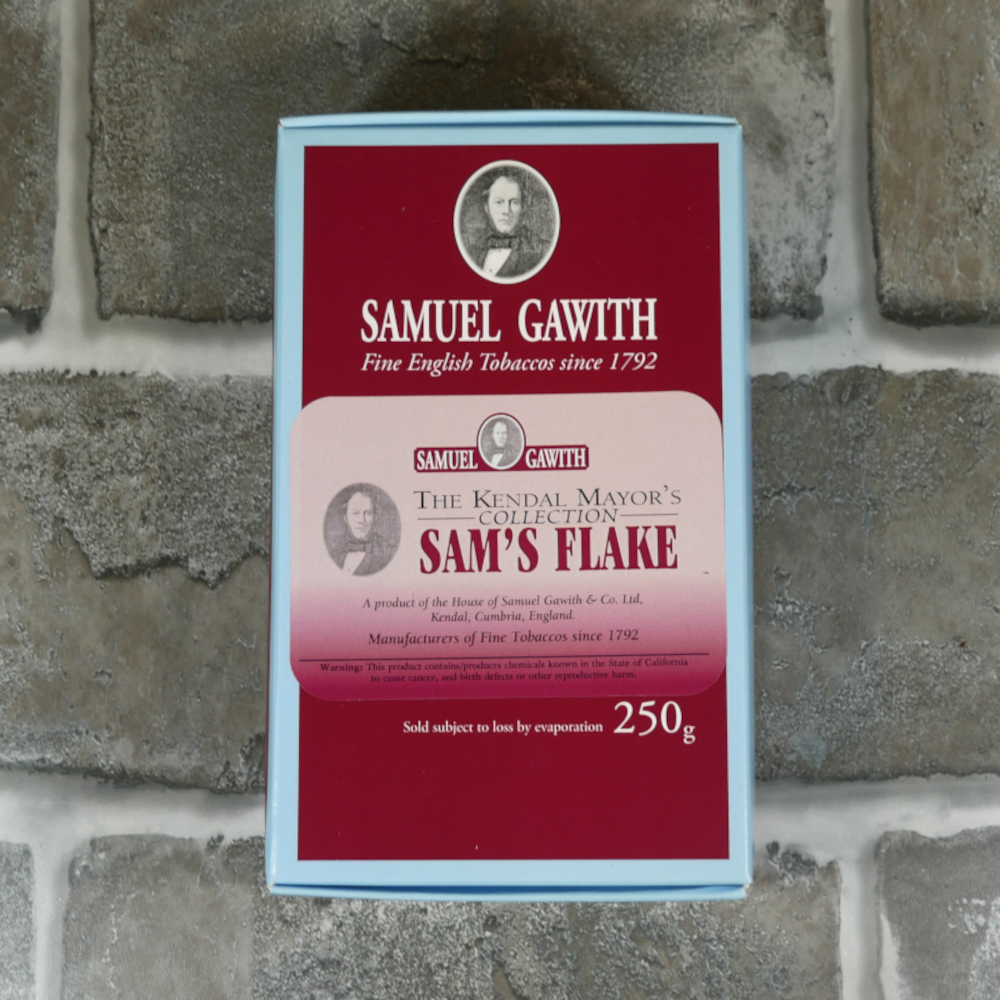 SAMUEL GAWITH
Fine English Tobaccos since 1792
SAMUEL GAWITH
THE KENDAL MAYOR'S
COLLECTION
SAM'S FLAKE
A product of the House of Samuel Gawith & Co. Ltd,
Kendal, Cumbria, England.
Manufacturers of Fine Tobaccos since 1792
Warning: This product contains/produces chemicals known in the State of California
to cause cancer, and birth defects or other reproductive harm.
Sold subject to loss by evaporation 250g